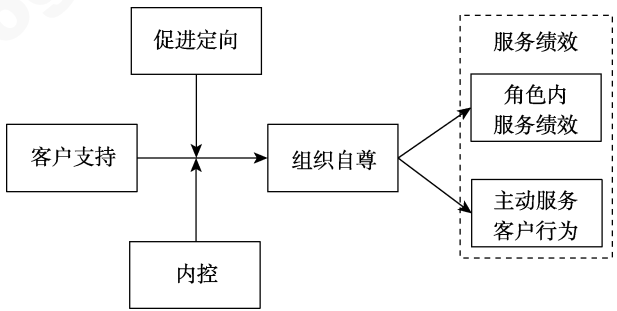 促进定向
服务绩效
角色内
服务绩效
客户支持
组织自尊
主动服务
客户行为
内控